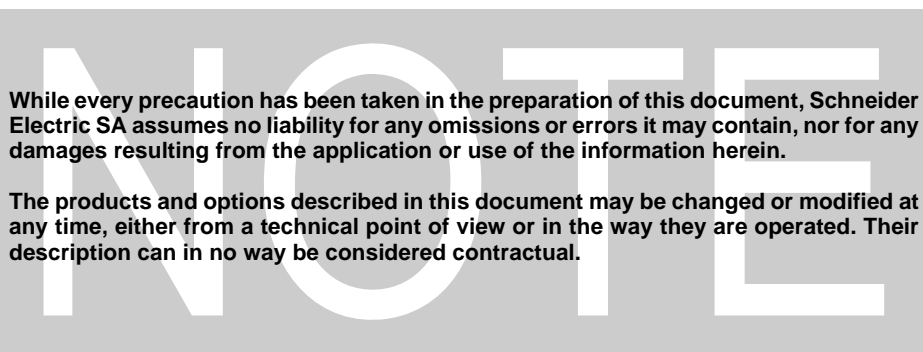 NOTE
While every precaution has been taken in the preparation of this document, Schneider
Electric SA assumes no liability for any omissions or errors it may contain, nor for any
damages resulting from the application or use of the information herein.
The products and options described in this document may be changed or modified at
any time, either from a technical point of view or in the way they are operated. Their
description can in no way be considered contractual.